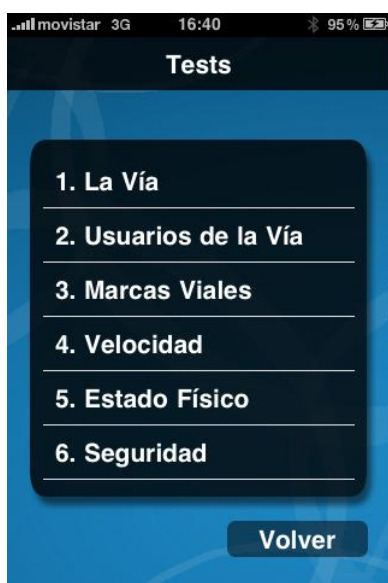 movistar 3G 16:40 95%
Tests
1. La Vía
2. Usuarios de la Vía
3. Marcas Viales
4. Velocidad
5. Estado Físico
6. Seguridad
Volver